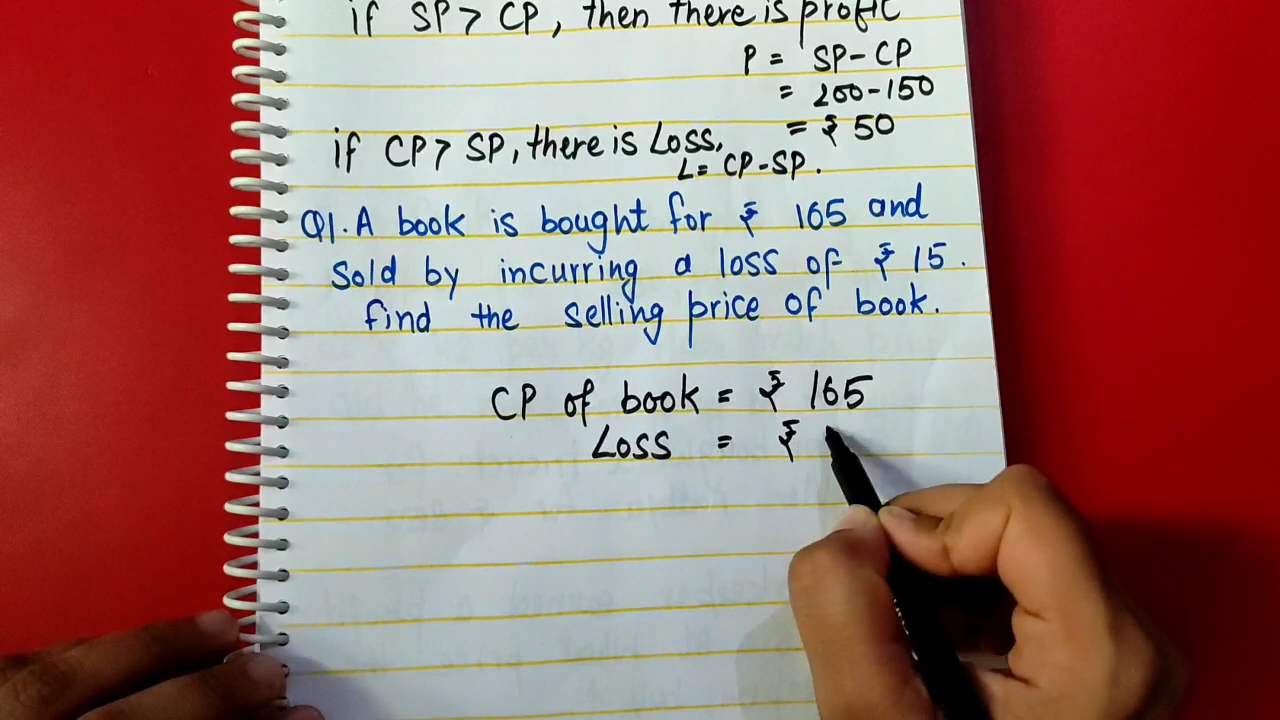 if SP > CP, then there is profit
P = SP - CP
= 200 - 150
= ₹ 50
if CP > SP, there is Loss,
L = CP - SP.
Q1. A book is bought for ₹ 165 and
sold by incurring a loss of ₹ 15.
find the selling price of book.
CP of book = ₹ 165
Loss = ₹